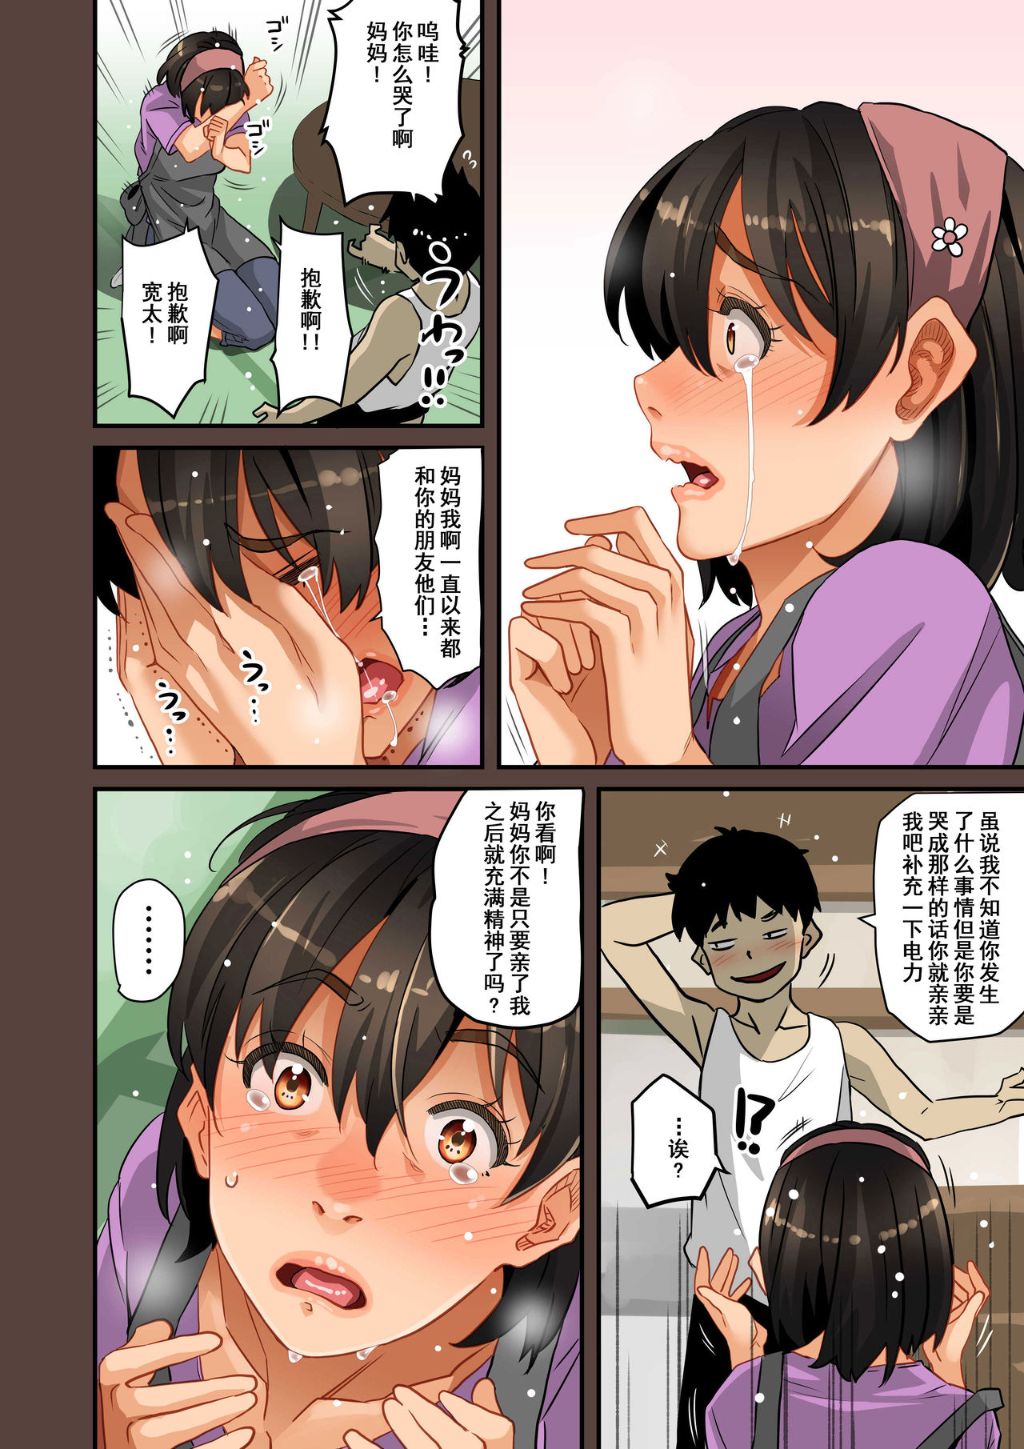 呜哇！
你怎么哭了啊
妈妈！
ゴシ
ゴシ
うわっ!!
抱歉啊!!
抱歉啊
宽太！
妈妈我啊一直以来都
和你的朋友他们…
うっ…
うっ…
虽说我不知道你发生
了什么事情但是你要是
哭成那样的话你就亲亲
我吧补充一下电力
!?
…诶？
你看啊！
妈妈你不是只要亲了我
之后就充满精神了吗？
………